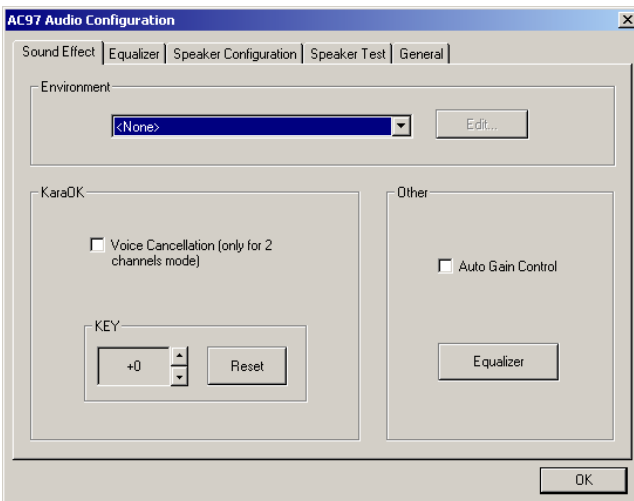 AC97 Audio Configuration
Sound Effect Equalizer Speaker Configuration Speaker Test General
Environment
<None> Edit...
KaraOK
Voice Cancellation (only for 2
channels mode)
KEY
+0 Reset
Other
Auto Gain Control
Equalizer
OK